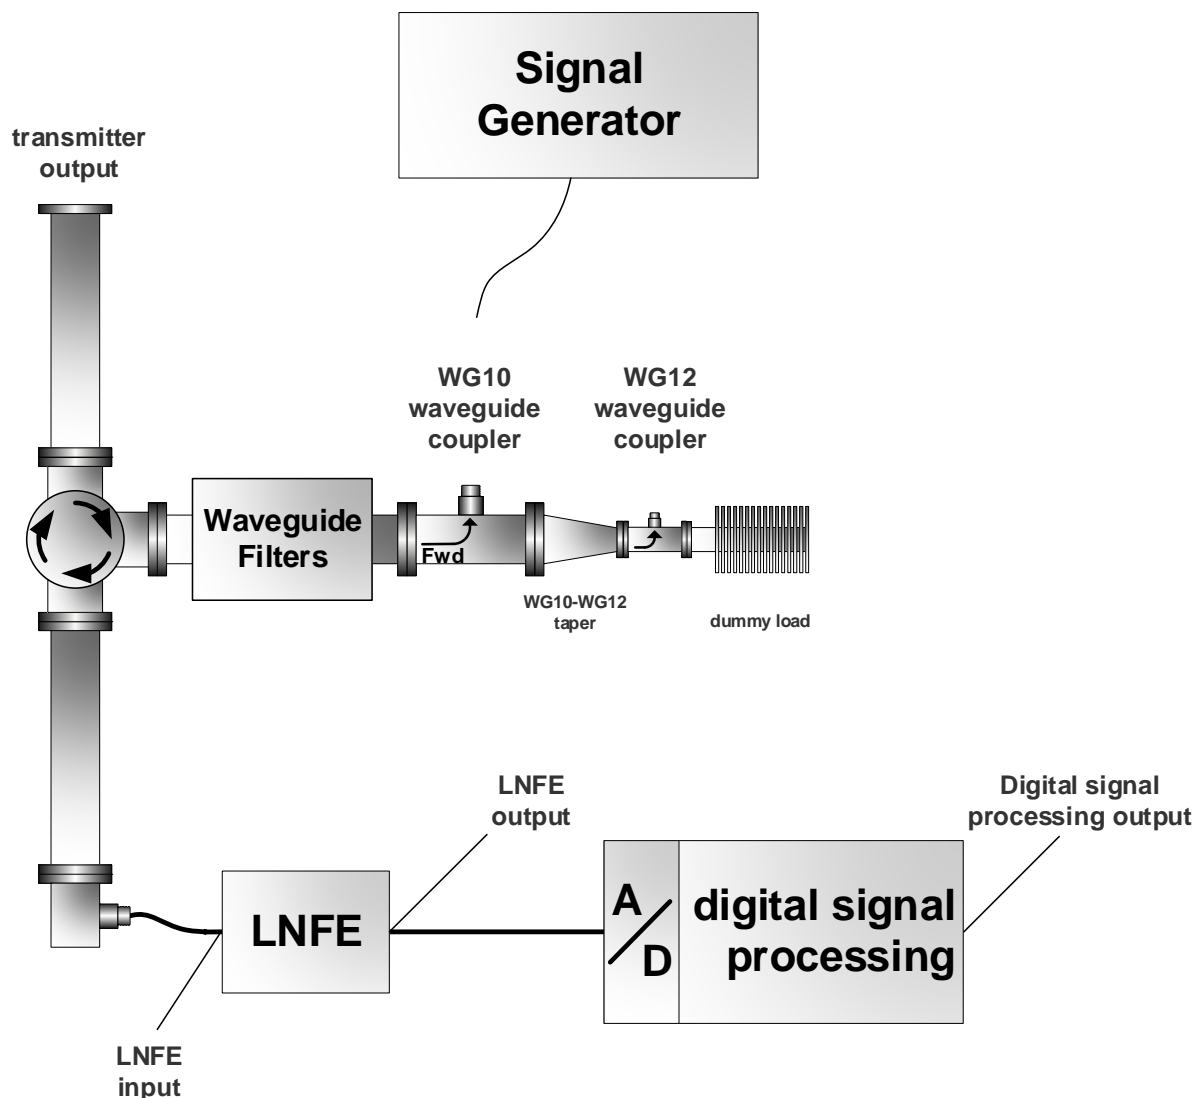 Signal
Generator
transmitter
output
WG10
waveguide
coupler
WG12
waveguide
coupler
Waveguide
Filters
Fwd
WG10-WG12
taper
dummy load
LNFE
output
Digital signal
processing output
LNFE
A
D
digital signal
processing
LNFE
input